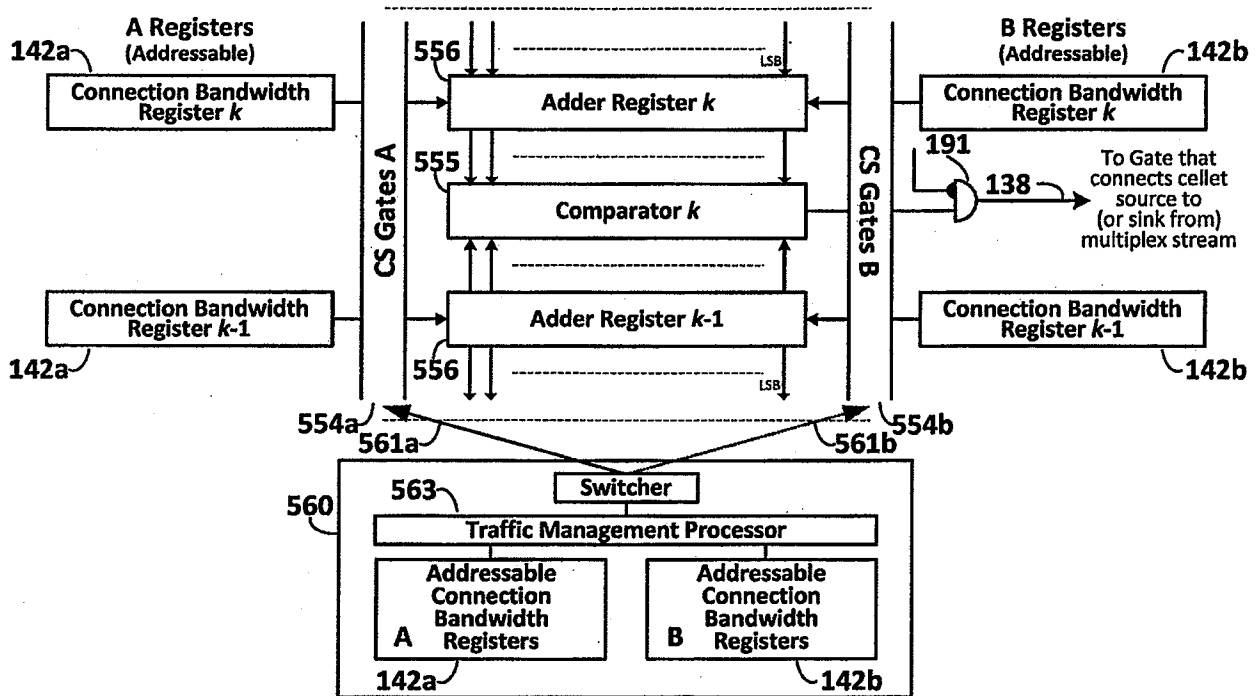 A Registers
(Addressable)
142a
Connection Bandwidth
Register k
556
LSB
Adder Register k
B Registers
(Addressable)
142b
Connection Bandwidth
Register k
CS Gates A
555
Comparator k
CS Gates B
191
138
To Gate that
connects cellet
source to
(or sink from)
multiplex stream
Connection Bandwidth
Register k-1
142a
Adder Register k-1
556
LSB
Connection Bandwidth
Register k-1
142b
554a
561a
561b
554b
560
Switcher
563
Traffic Management Processor
Addressable
Connection
Bandwidth
A Registers
142a
Addressable
Connection
Bandwidth
B Registers
142b